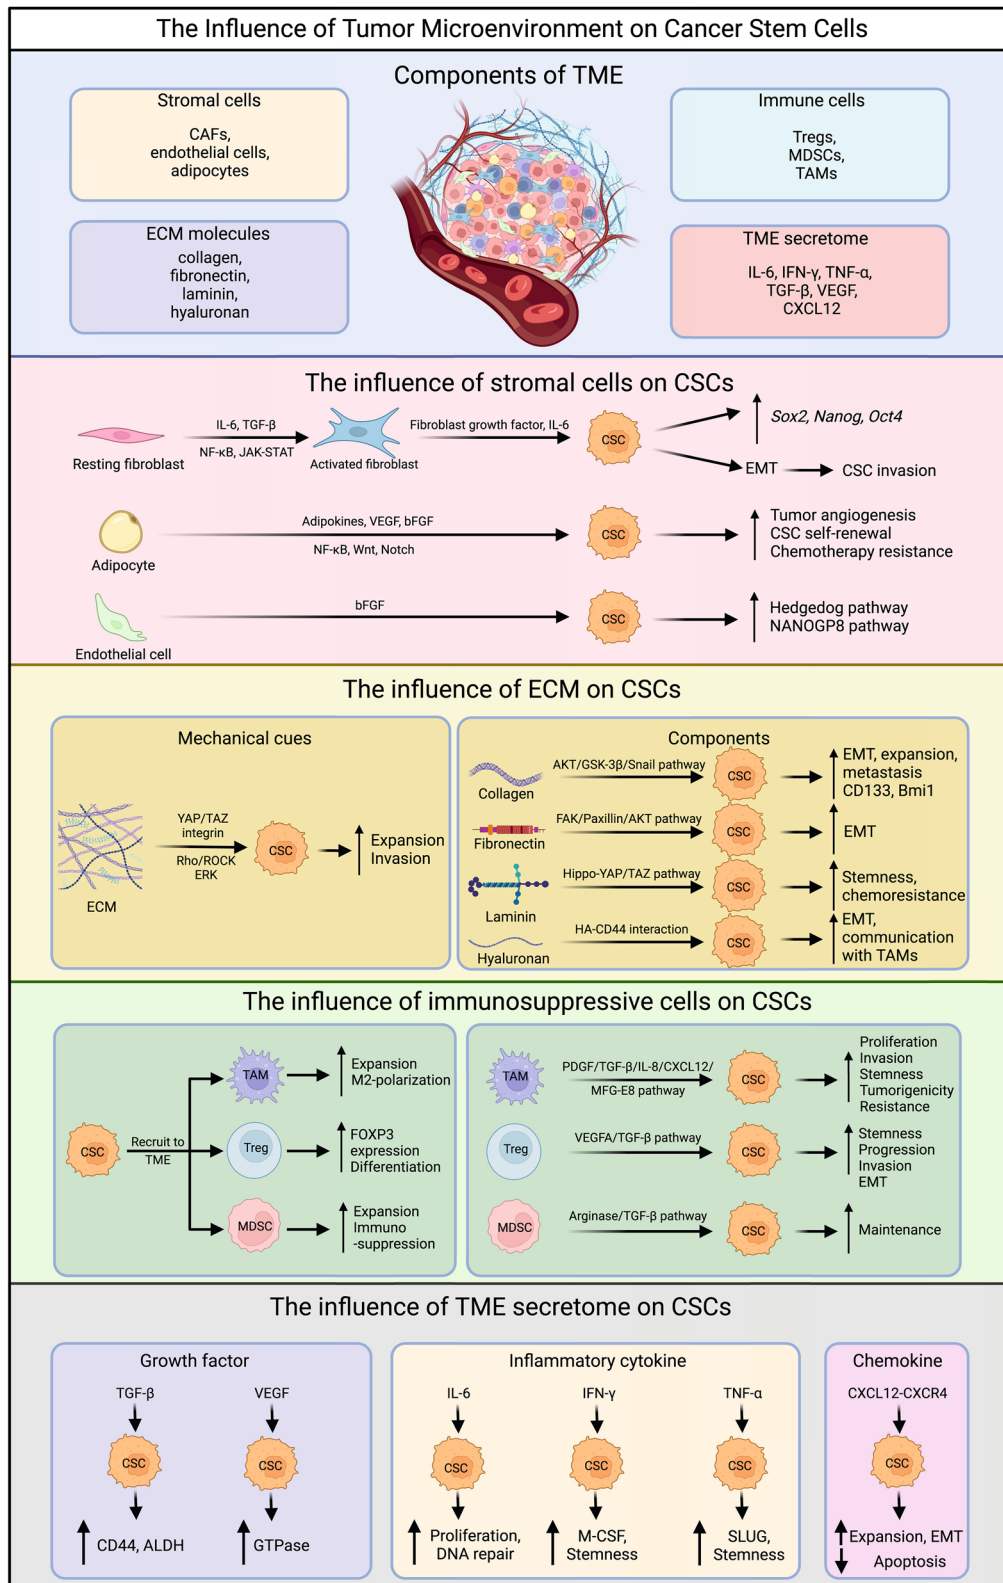 The Influence of Tumor Microenvironment on Cancer Stem Cells
Components of TME
Stromal cells
CAFs,
endothelial cells,
adipocytes
Immune cells
Tregs,
MDSCs,
TAMs
ECM molecules
collagen,
fibronectin,
laminin,
hyaluronan
TME secretome
IL-6, IFN-γ, TNF-α,
TGF-β, VEGF,
CXCL12
The influence of stromal cells on CSCs
Resting fibroblast
IL-6, TGF-β
NF-κB, JAK-STAT
Activated fibroblast
Fibroblast growth factor, IL-6
CSC
Sox2, Nanog, Oct4
EMT
CSC invasion
Adipocyte
Adipokines, VEGF, bFGF
NF-κB, Wnt, Notch
CSC
Tumor angiogenesis
CSC self-renewal
Chemotherapy resistance
Endothelial cell
bFGF
CSC
Hedgedog pathway
NANOGP8 pathway
The influence of ECM on CSCs
Mechanical cues
ECM
YAP/TAZ
integrin
Rho/ROCK
ERK
CSC
Expansion
Invasion
Components
Collagen
AKT/GSK-3β/Snail pathway
CSC
EMT, expansion,
metastasis
CD133, Bmi1
Fibronectin
FAK/Paxillin/AKT pathway
CSC
EMT
Laminin
Hippo-YAP/TAZ pathway
CSC
Stemness,
chemoresistance
Hyaluronan
HA-CD44 interaction
CSC
EMT,
communication
with TAMs
The influence of immunosuppressive cells on CSCs
CSC
Recruit to
TME
TAM
Expansion
M2-polarization
Treg
FOXP3
expression
Differentiation
MDSC
Expansion
Immuno
-suppression
TAM
PDGF/TGF-β/IL-8/CXCL12/
MFG-E8 pathway
CSC
Proliferation
Invasion
Stemness
Tumorigenicity
Resistance
Treg
VEGFA/TGF-β pathway
CSC
Stemness
Progression
Invasion
EMT
MDSC
Arginase/TGF-β pathway
CSC
Maintenance
The influence of TME secretome on CSCs
Growth factor
TGF-β
CSC
CD44, ALDH
VEGF
CSC
GTPase
Inflammatory cytokine
IL-6
CSC
Proliferation,
DNA repair
IFN-γ
CSC
M-CSF,
Stemness
TNF-α
CSC
SLUG,
Stemness
Chemokine
CXCL12-CXCR4
CSC
Expansion, EMT
Apoptosis